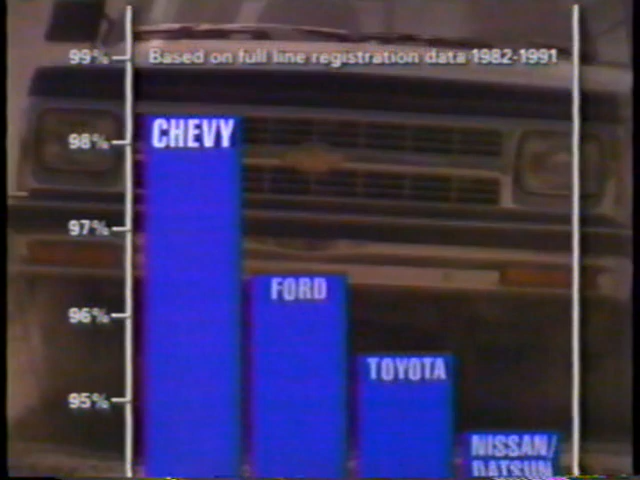 99%
Based on full line registration data 1982-1991
CHEVY
98%
97%
FORD
96%
TOYOTA
95%
NISSAN/
DATSUN